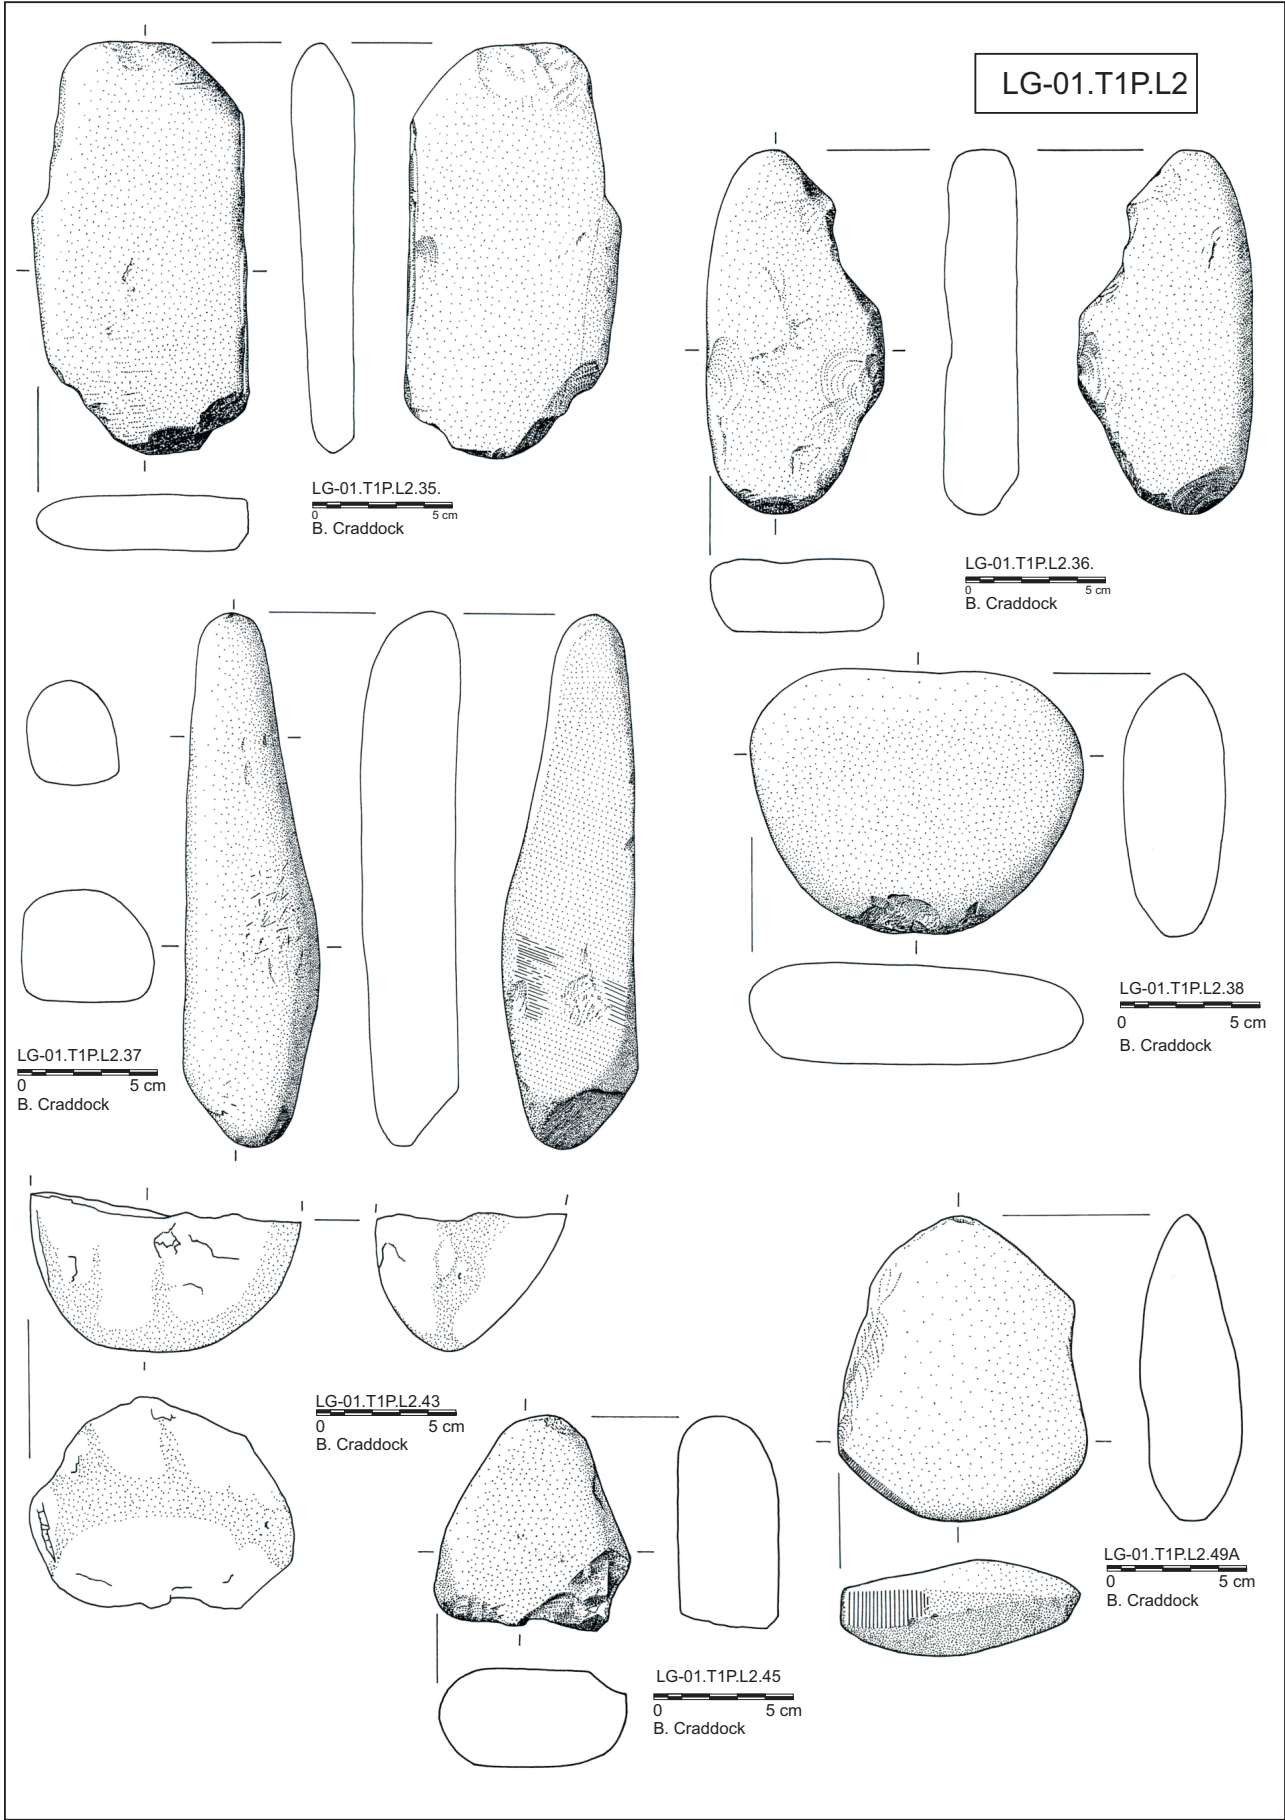 LG-01.T1P.L2
LG-01.T1P.L2.35.
0 5 cm
B. Craddock
LG-01.T1P.L2.36.
0 5 cm
B. Craddock
LG-01.T1P.L2.37
0 5 cm
B. Craddock
LG-01.T1P.L2.38
0 5 cm
B. Craddock
LG-01.T1P.L2.43
0 5 cm
B. Craddock
LG-01.T1P.L2.45
0 5 cm
B. Craddock
LG-01.T1P.L2.49A
0 5 cm
B. Craddock